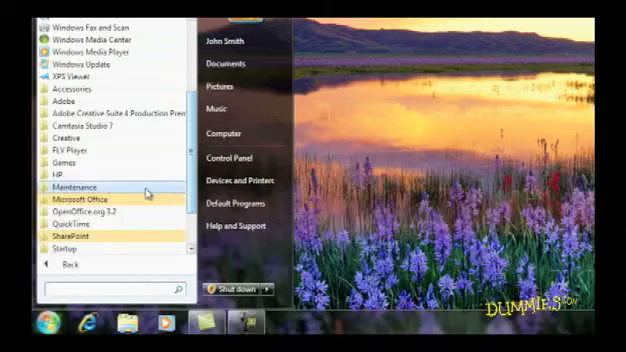 Windows Fax and Scan
Windows Media Center
Windows Media Player
Windows Update
XPS Viewer
Accessories
Adobe
Adobe Creative Suite 4 Production Prem
Camtasia Studio 7
Creative
FLV Player
Games
HP
Maintenance
Microsoft Office
OpenOffice.org 3.2
QuickTime
SharePoint
Startup
Back
John Smith
Documents
Pictures
Music
Computer
Control Panel
Devices and Printers
Default Programs
Help and Support
Shut down
DUMMIES.COM